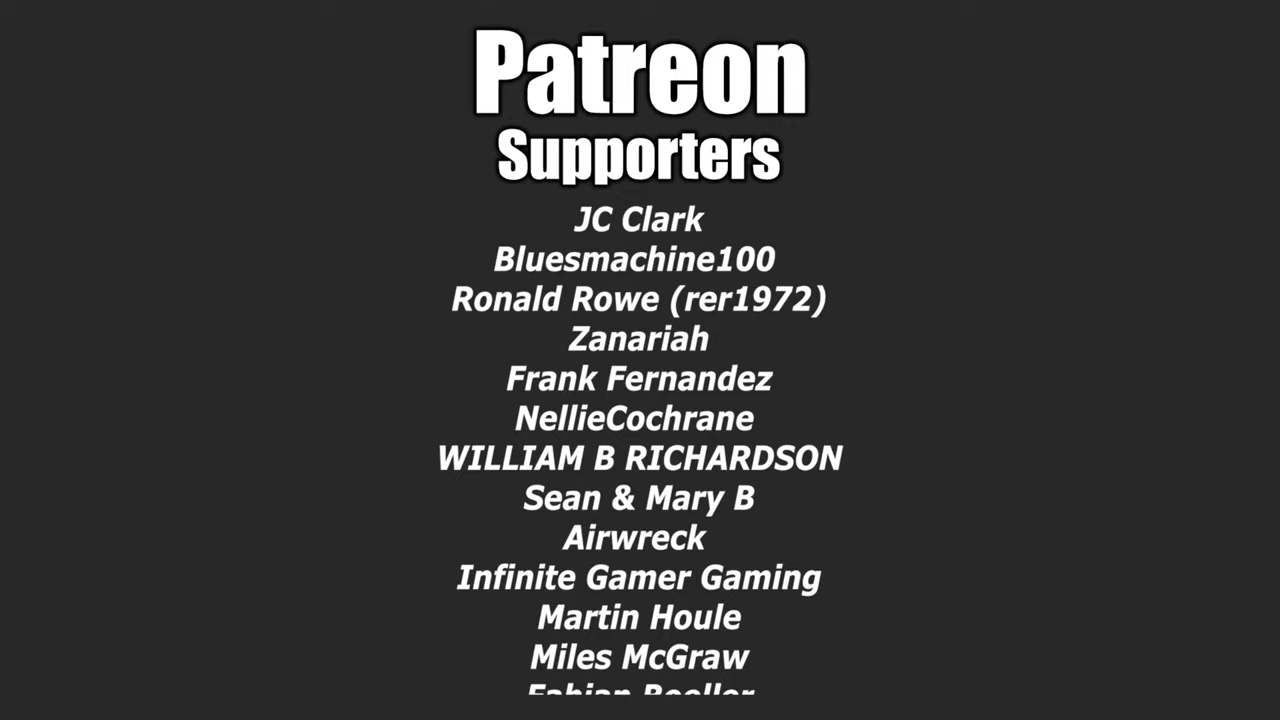 Patreon
Supporters
JC Clark
Bluesmachine100
Ronald Rowe (rer1972)
Zanariah
Frank Fernandez
NellieCochrane
WILLIAM B RICHARDSON
Sean & Mary B
Airwreck
Infinite Gamer Gaming
Martin Houle
Miles McGraw
Fabian